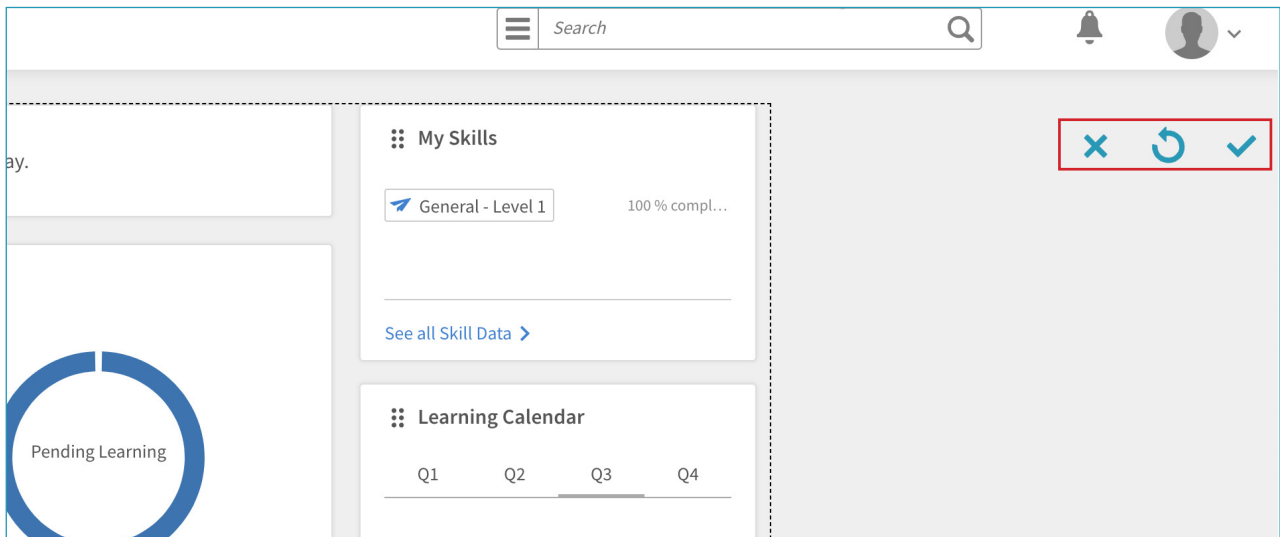 Search
ay.
My Skills
General - Level 1
100 % compl...
See all Skill Data
Pending Learning
Learning Calendar
Q1 Q2 Q3 Q4